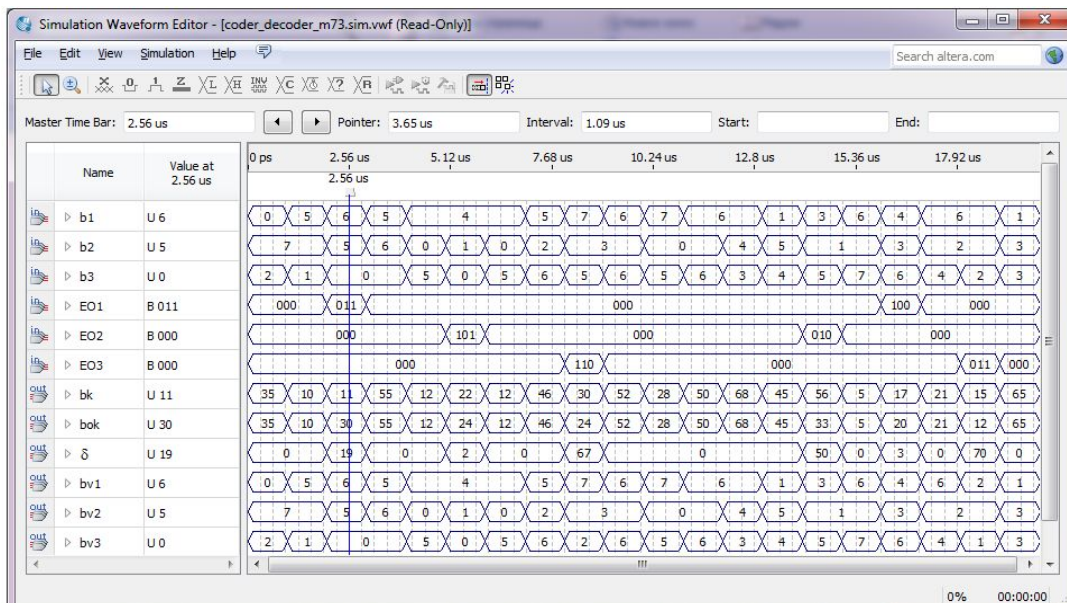 Simulation Waveform Editor - [coder_decoder_m73.sim.vwf (Read-Only)]
File Edit View Simulation Help Search altera.com
Master Time Bar: 2.56 us Pointer: 3.65 us Interval: 1.09 us Start: End:
Name Value at 2.56 us 0 ps 2.56 us 5.12 us 7.68 us 10.24 us 12.8 us 15.36 us 17.92 us
2.56 us
b1 U 6 0 5 6 5 4 5 7 6 7 6 1 3 6 4 6 1
b2 U 5 7 5 6 0 1 0 2 3 0 4 5 1 3 2 3
b3 U 0 2 1 0 5 0 5 6 5 6 5 6 3 4 5 7 6 4 2 3
EO1 B 011 000 011 000 100 000
EO2 B 000 000 101 000 010 000
EO3 B 000 000 110 000 011 000
bk U 11 35 10 11 55 12 22 12 46 30 52 28 50 68 45 56 5 17 21 15 65
bok U 30 35 10 30 55 12 24 12 46 24 52 28 50 68 45 33 5 20 21 12 65
δ U 19 0 19 0 2 0 67 0 50 0 3 0 70 0
bv1 U 6 0 5 6 5 4 5 7 6 7 6 1 3 6 4 6 2 1
bv2 U 5 7 5 6 0 1 0 2 3 0 4 5 1 3 2 3
bv3 U 0 2 1 0 5 0 5 6 2 6 5 6 3 4 5 7 6 4 1 3
0% 00:00:00